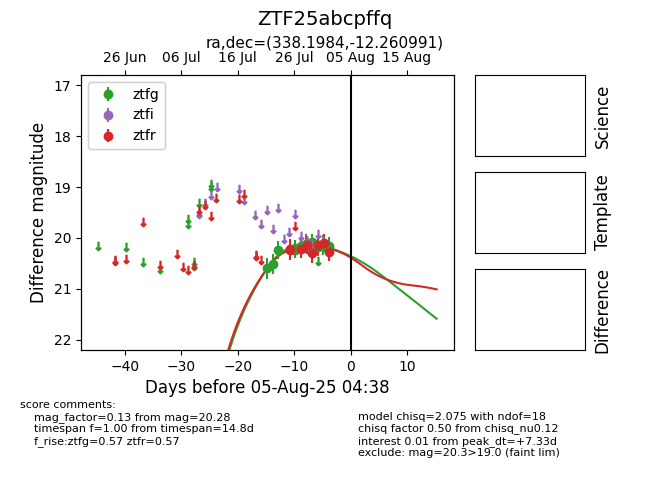 ZTF25abcpffq
ra,dec=(338.1984,-12.260991)
26 Jun 06 Jul 16 Jul 26 Jul 05 Aug 15 Aug
17
18
19
20
21
22
Difference magnitude
ztfg
ztfi
ztfr
−40 −30 −20 −10 0 10
Days before 05-Aug-25 04:38
Science
Template
Difference
score comments:
mag_factor=0.13 from mag=20.28
timespan f=1.00 from timespan=14.8d
f_rise:ztfg=0.57 ztfr=0.57
model chisq=2.075 with ndof=18
chisq factor 0.50 from chisq_nu0.12
interest 0.01 from peak_dt=+7.33d
exclude: mag=20.3>19.0 (faint lim)